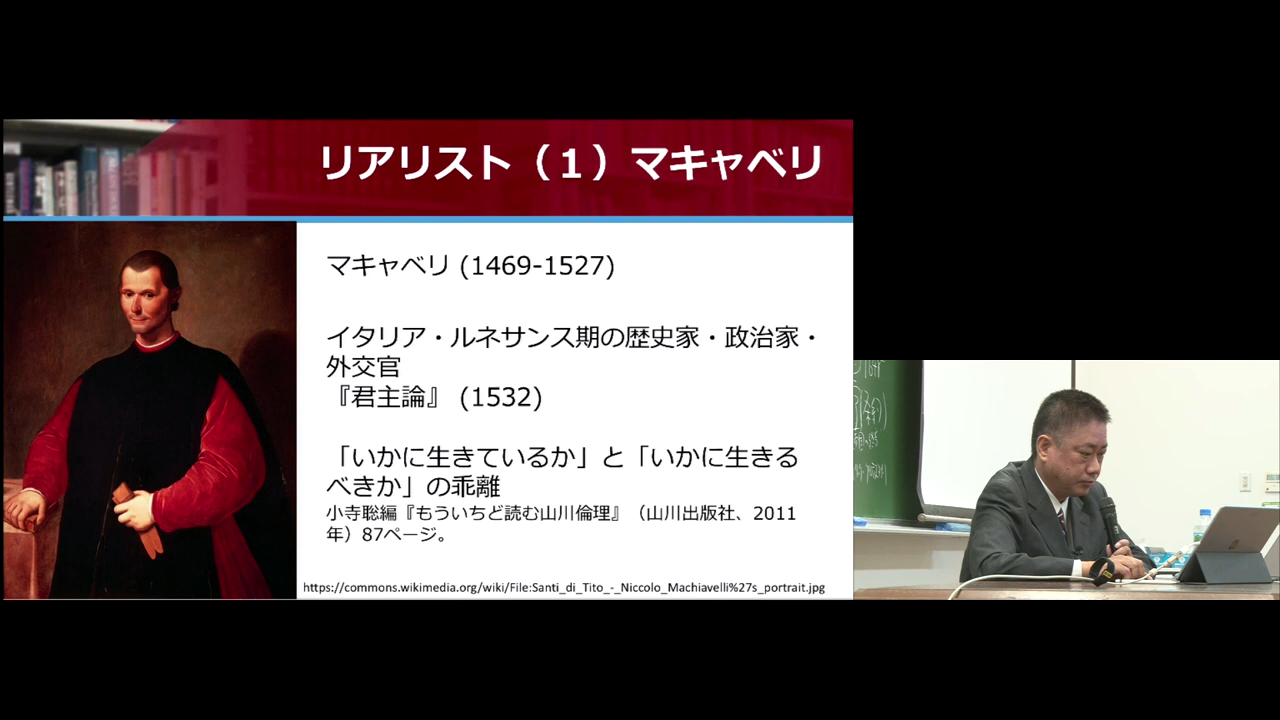 リアリスト（１）マキャベリ
マキャベリ (1469-1527)
イタリア・ルネサンス期の歴史家・政治家・
外交官
『君主論』 (1532)
「いかに生きているか」と「いかに生きる
べきか」の乖離
小寺聡編『もういちど読む山川倫理』（山川出版社、2011
年）87ページ。
https://commons.wikimedia.org/wiki/File:Santi_di_Tito_-_Niccolo_Machiavelli%27s_portrait.jpg